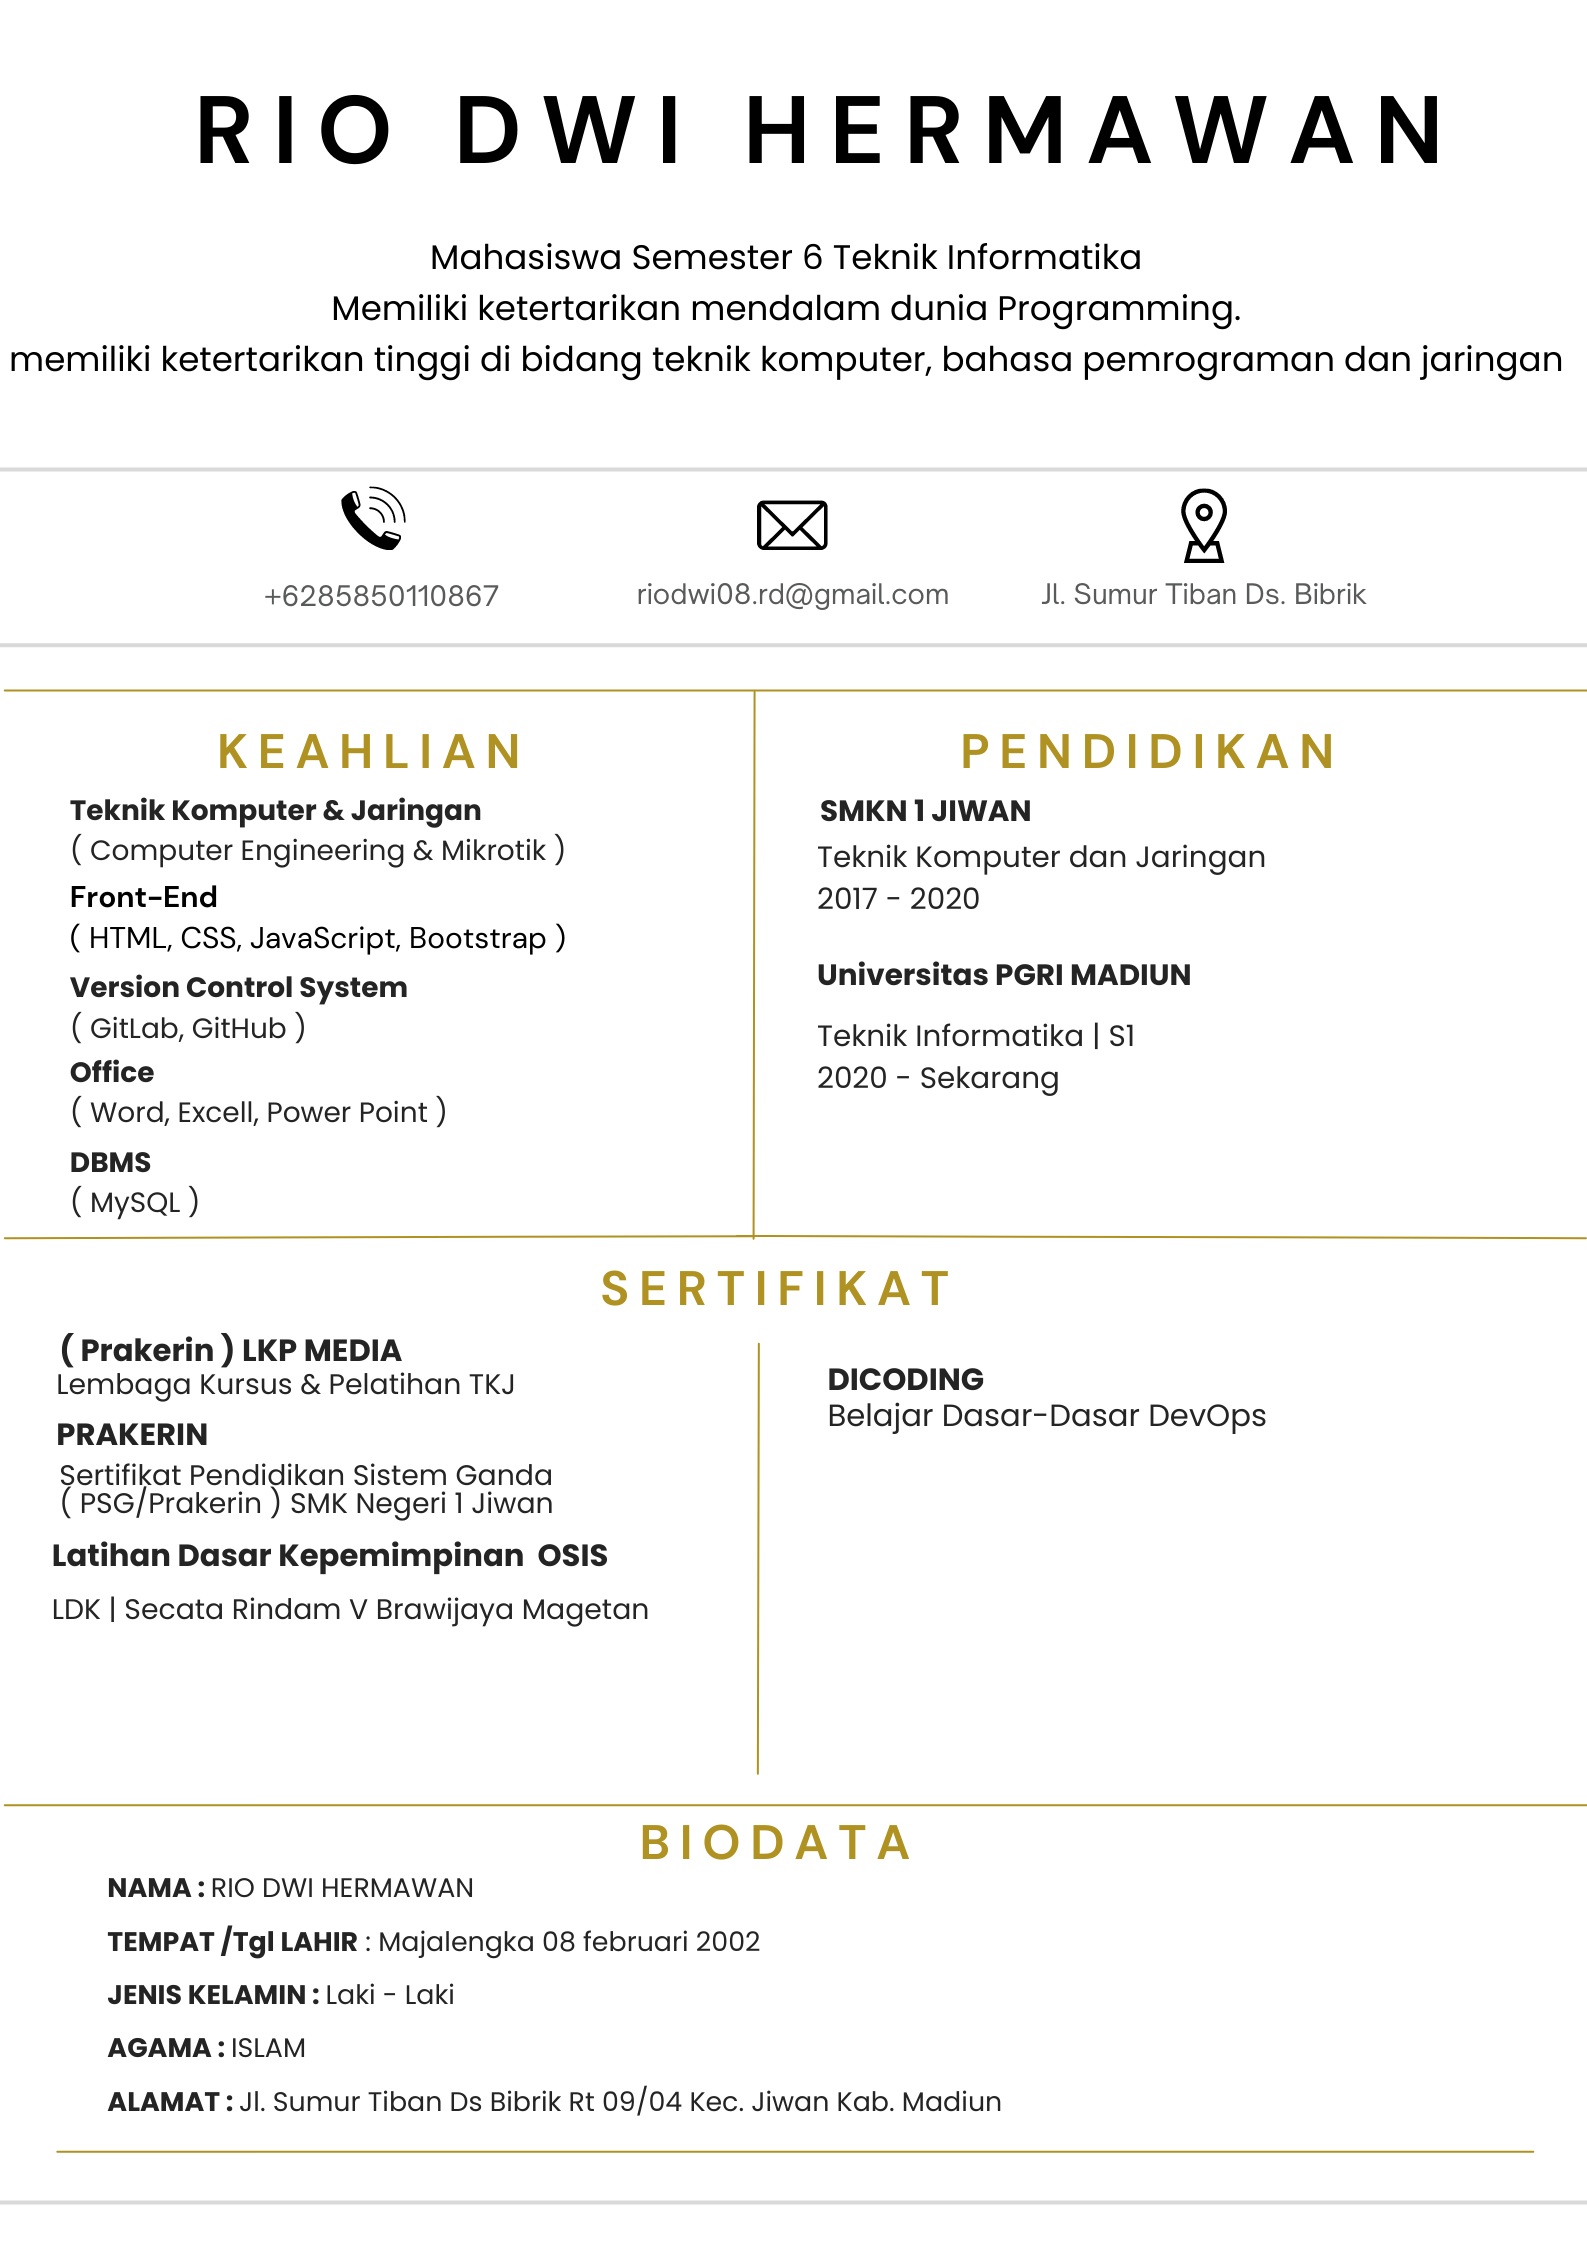 RIO DWI HERMAWAN
Mahasiswa Semester 6 Teknik Informatika
Memiliki ketertarikan mendalam dunia Programming.
memiliki ketertarikan tinggi di bidang teknik komputer, bahasa pemrograman dan jaringan
+6285850110867
riodwi08.rd@gmail.com
Jl. Sumur Tiban Ds. Bibrik
KEAHLIAN
Teknik Komputer & Jaringan
( Computer Engineering & Mikrotik )
Front-End
( HTML, CSS, JavaScript, Bootstrap )
Version Control System
( GitLab, GitHub )
Office
( Word, Excell, Power Point )
DBMS
( MySQL )
PENDIDIKAN
SMKN 1 JIWAN
Teknik Komputer dan Jaringan
2017 - 2020
Universitas PGRI MADIUN
Teknik Informatika | S1
2020 - Sekarang
SERTIFIKAT
( Prakerin ) LKP MEDIA
Lembaga Kursus & Pelatihan TKJ
PRAKERIN
Sertifikat Pendidikan Sistem Ganda
( PSG/Prakerin ) SMK Negeri 1 Jiwan
Latihan Dasar Kepemimpinan OSIS
LDK | Secata Rindam V Brawijaya Magetan
DICODING
Belajar Dasar-Dasar DevOps
BIODATA
NAMA : RIO DWI HERMAWAN
TEMPAT /Tgl LAHIR : Majalengka 08 februari 2002
JENIS KELAMIN : Laki - Laki
AGAMA : ISLAM
ALAMAT : Jl. Sumur Tiban Ds Bibrik Rt 09/04 Kec. Jiwan Kab. Madiun